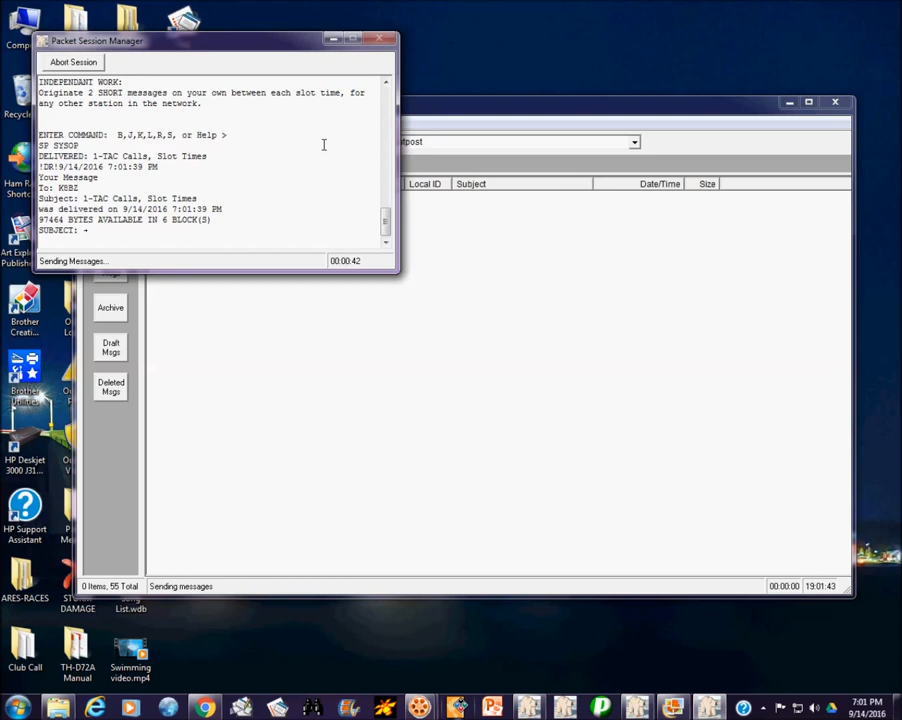 Comp
Packet Session Manager
Abort Session
INDEPENDANT WORK:
Originate 2 SHORT messages on your own between each slot time, for
any other station in the network.
ENTER COMMAND:  B,J,K,L,R,S, or Help >
SP SYSOP
DELIVERED: 1-TAC Calls, Slot Times
!DR!9/14/2016 7:01:39 PM
Your Message
To: K8BZ
Subject: 1-TAC Calls, Slot Times
was delivered on 9/14/2016 7:01:39 PM
97464 BYTES AVAILABLE IN 6 BLOCK(S)
SUBJECT:
Sending Messages...
00:00:42
tpost
Local ID
Subject
Date/Time
Size
Archive
Draft
Msgs
Deleted
Msgs
0 Items, 55 Total
Sending messages
00:00:00
19:01:43
Recycl
Ham R
Shortc
Art Explo
Publish
Brother
Creati...
Brother
Utilities
HP Deskjet
3000 J31...
HP Support
Assistant
ARES-RACES
DAMAGE
List.wdb
Club Call
TH-D72A
Manual
Swimming
video.mp4
7:01 PM
9/14/2016